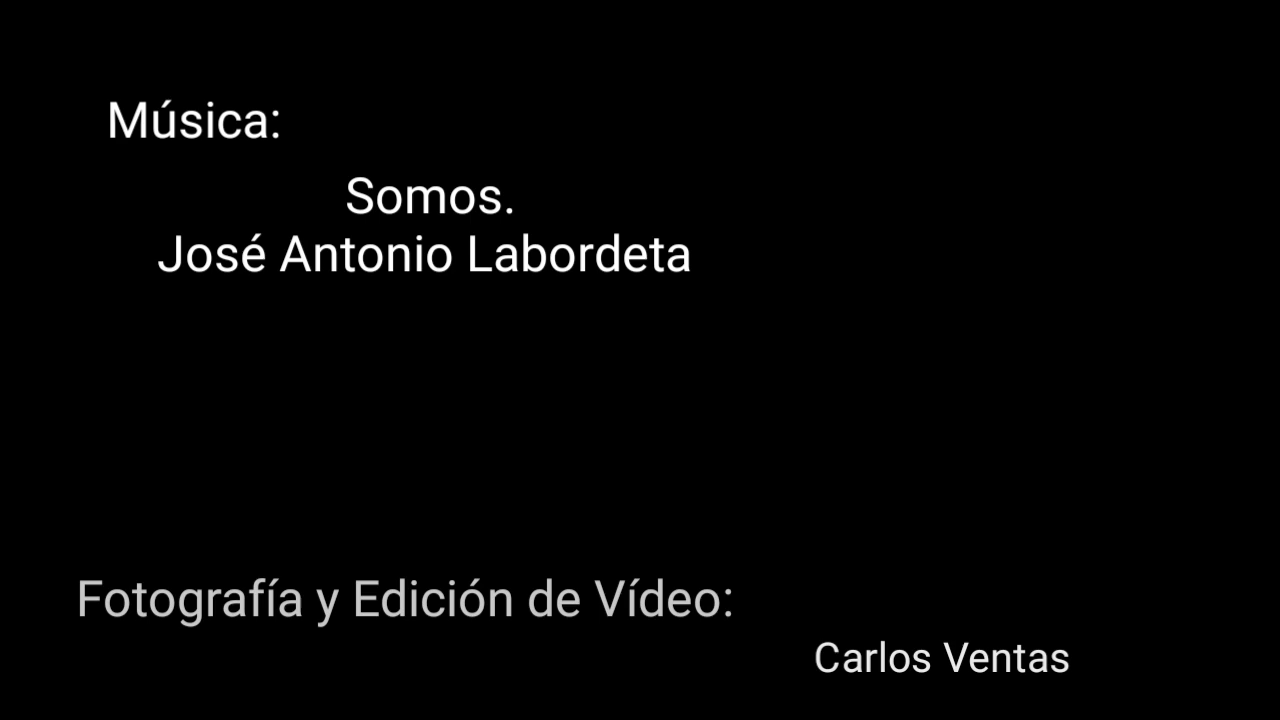 Música:
Somos.
José Antonio Labordeta
Fotografía y Edición de Vídeo:
Carlos Ventas